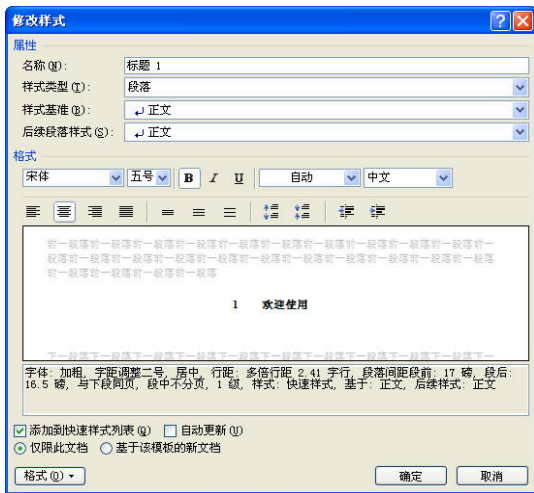 修改样式
属性
名称(N): 标题 1
样式类型(T): 段落
样式基准(B): ↵ 正文
后续段落样式(S): ↵ 正文
格式
宋体 五号 B I U 自动 中文
前一段落前一段落前一段落前一段落前一段落前一段落前一段落前一段落前一
段落前一段落前一段落前一段落前一段落前一段落前一段落前一段落前一段落
前一段落前一段落前一段落前一段落
1 欢迎使用
下一段落下一段落下一段落下一段落下一段落下一段落下一段落下一段落下一
字体: 加粗, 字距调整二号, 居中, 行距: 多倍行距 2.41 字行, 段落间距段前: 17 磅, 段后:
16.5 磅, 与下段同页, 段中不分页, 1 级, 样式: 快速样式, 基于: 正文, 后续样式: 正文
添加到快速样式列表(Q) 自动更新(U)
仅限此文档 基于该模板的新文档
格式(O) 确定 取消